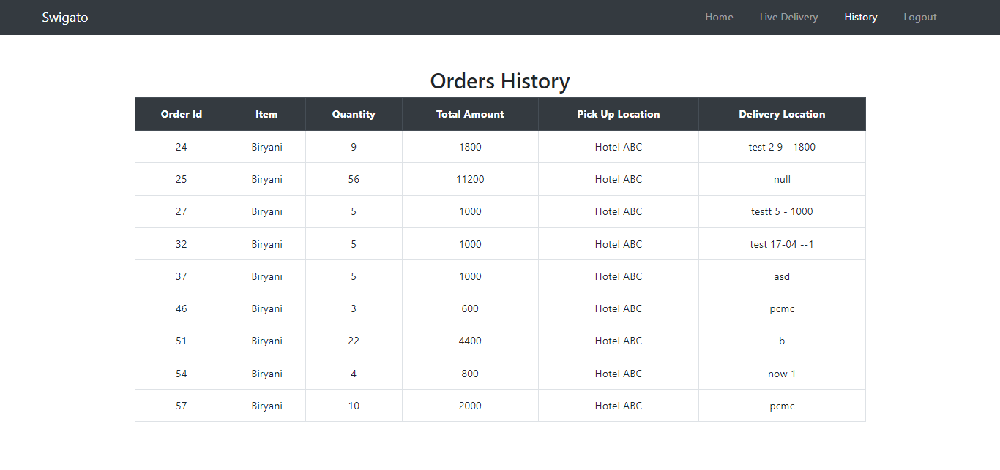 Swigato Home Live Delivery History Logout
Orders History
Order Id Item Quantity Total Amount Pick Up Location Delivery Location
24 Biryani 9 1800 Hotel ABC test 2 9 - 1800
25 Biryani 56 11200 Hotel ABC null
27 Biryani 5 1000 Hotel ABC testt 5 - 1000
32 Biryani 5 1000 Hotel ABC test 17-04 --1
37 Biryani 5 1000 Hotel ABC asd
46 Biryani 3 600 Hotel ABC pcmc
51 Biryani 22 4400 Hotel ABC b
54 Biryani 4 800 Hotel ABC now 1
57 Biryani 10 2000 Hotel ABC pcmc